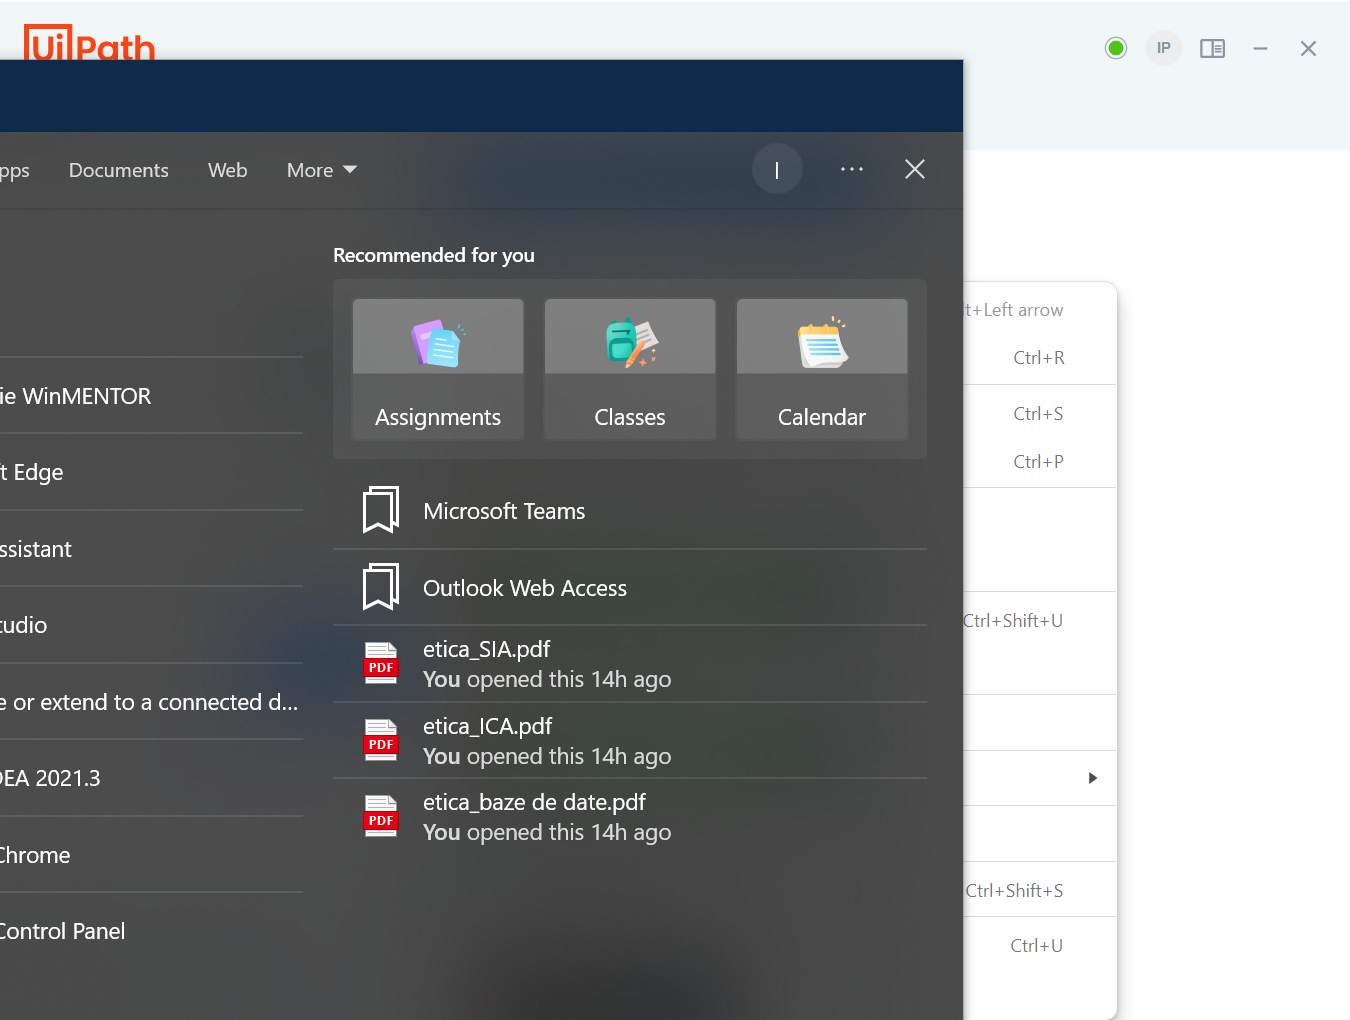 UiPath
IP
pps
Documents
Web
More
I
Recommended for you
Assignments
Classes
Calendar
ie WinMENTOR
t Edge
ssistant
tudio
e or extend to a connected d...
DEA 2021.3
Chrome
Control Panel
Microsoft Teams
Outlook Web Access
etica_SIA.pdf
You opened this 14h ago
etica_ICA.pdf
You opened this 14h ago
etica_baze de date.pdf
You opened this 14h ago
PDF
PDF
PDF
lt+Left arrow
Ctrl+R
Ctrl+S
Ctrl+P
Ctrl+Shift+U
Ctrl+Shift+S
Ctrl+U